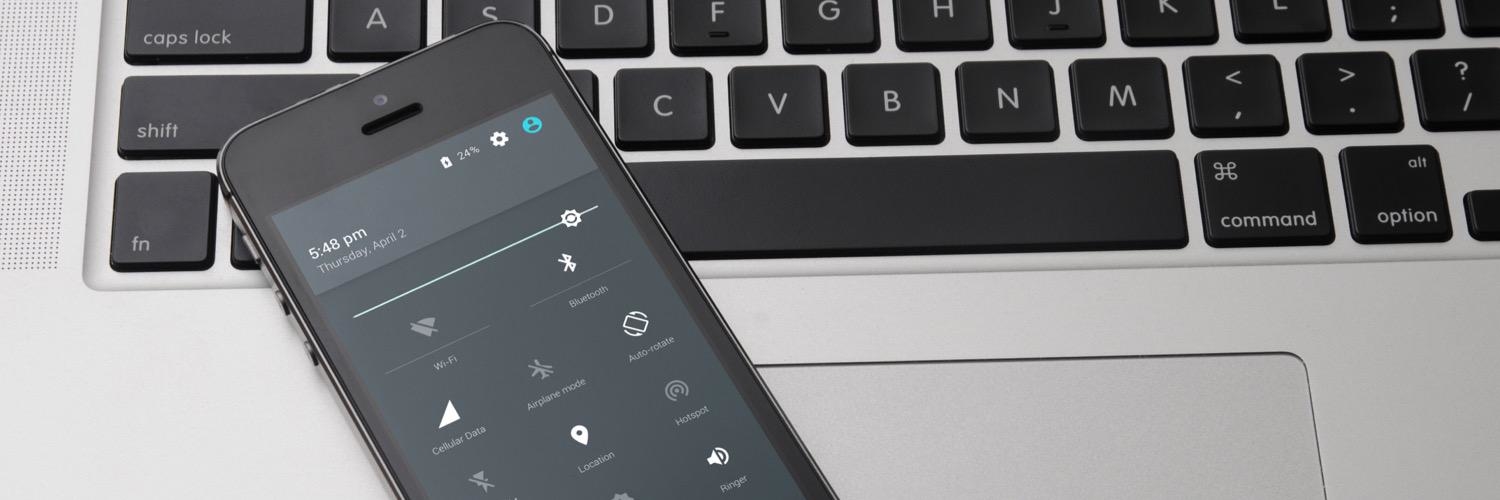 caps lock
A
S
D
F
G
H
J
K
L
;
shift
C
V
B
N
M
<
,
>
.
?
/
fn
⌘
command
alt
option
24%
5:48 pm
Thursday, April 2
Bluetooth
Wi-Fi
Auto-rotate
Airplane mode
Hotspot
Cellular Data
Location
Ringer